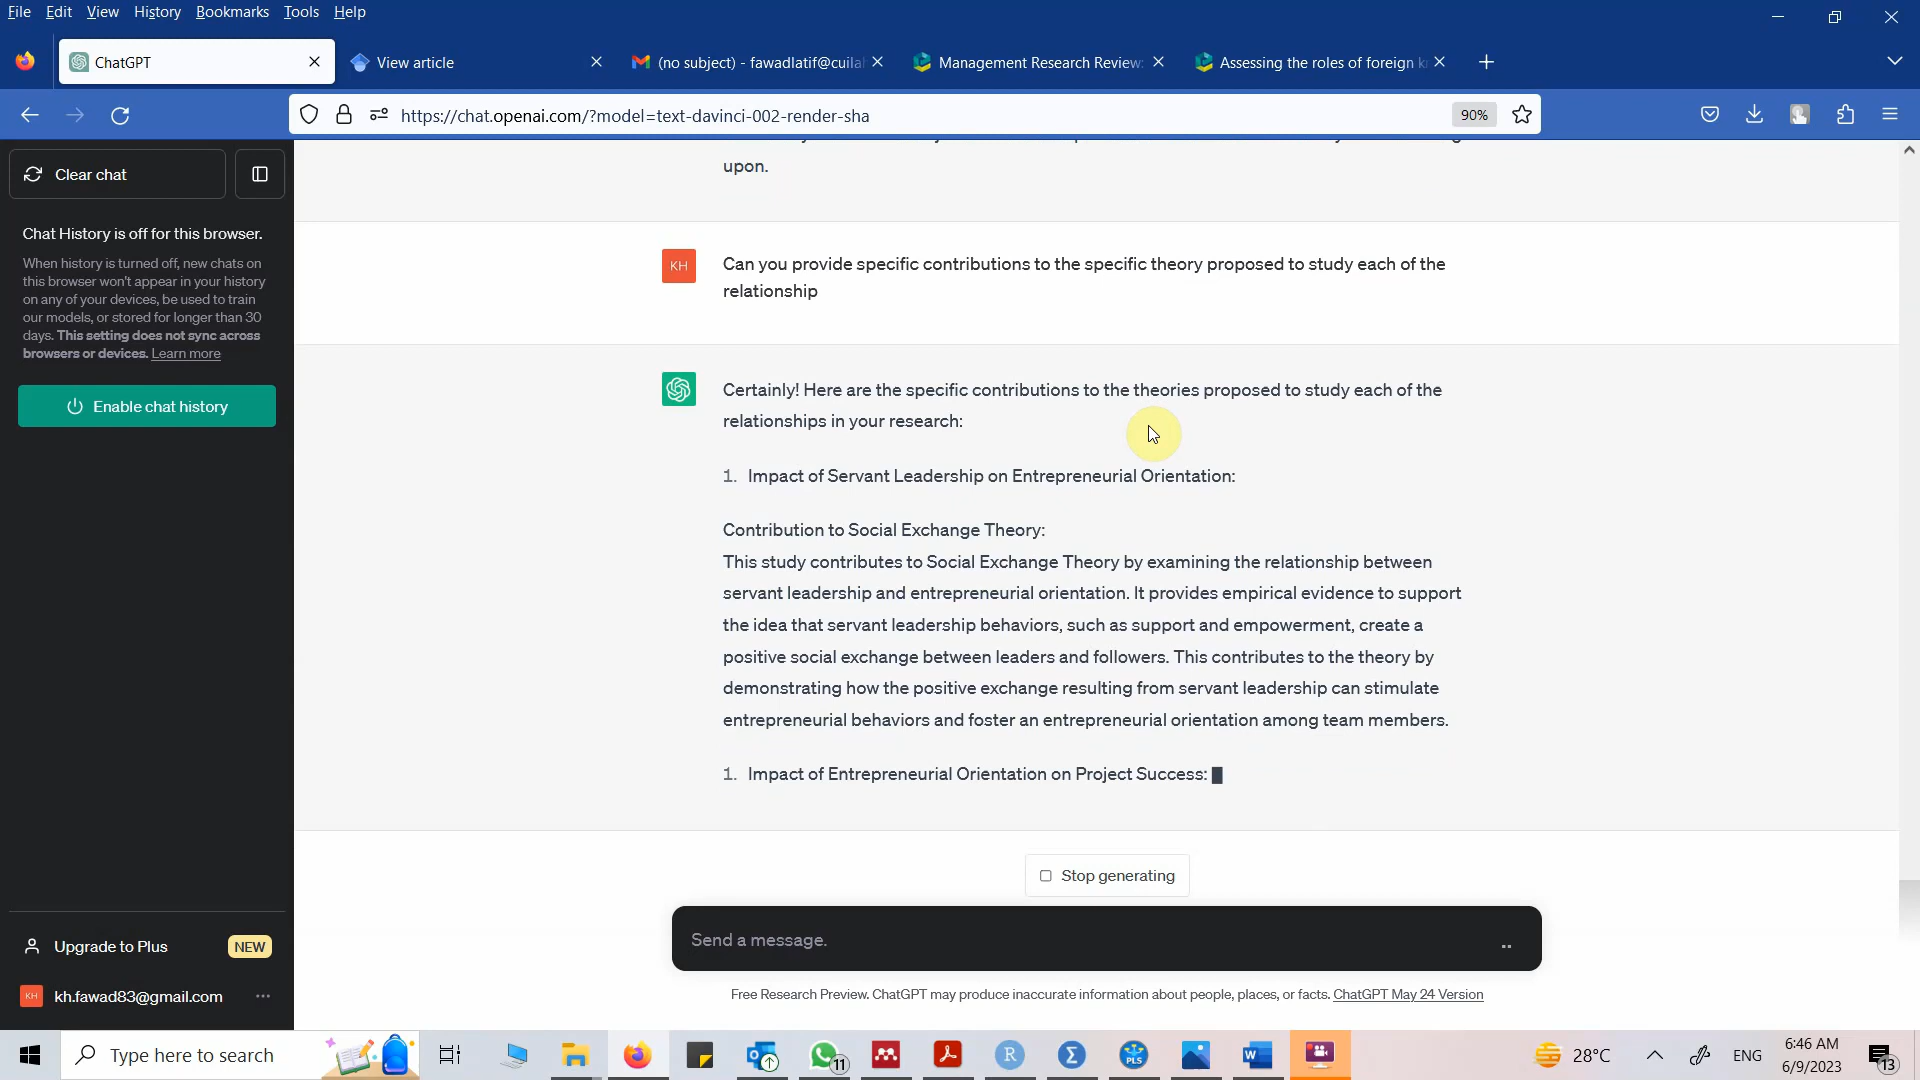 File Edit View History Bookmarks Tools Help
ChatGPT
View article
(no subject) - fawadlatif@cuila
Management Research Review:
Assessing the roles of foreign k
https://chat.openai.com/?model=text-davinci-002-render-sha
90%
Clear chat
Chat History is off for this browser.
When history is turned off, new chats on
this browser won't appear in your history
on any of your devices, be used to train
our models, or stored for longer than 30
days. This setting does not sync across
browsers or devices. Learn more
Enable chat history
upon.
KH
Can you provide specific contributions to the specific theory proposed to study each of the
relationship
Certainly! Here are the specific contributions to the theories proposed to study each of the
relationships in your research:
1. Impact of Servant Leadership on Entrepreneurial Orientation:
Contribution to Social Exchange Theory:
This study contributes to Social Exchange Theory by examining the relationship between
servant leadership and entrepreneurial orientation. It provides empirical evidence to support
the idea that servant leadership behaviors, such as support and empowerment, create a
positive social exchange between leaders and followers. This contributes to the theory by
demonstrating how the positive exchange resulting from servant leadership can stimulate
entrepreneurial behaviors and foster an entrepreneurial orientation among team members.
1. Impact of Entrepreneurial Orientation on Project Success:
Stop generating
Send a message.
Free Research Preview. ChatGPT may produce inaccurate information about people, places, or facts. ChatGPT May 24 Version
Upgrade to Plus NEW
KH kh.fawad83@gmail.com
Type here to search
11
R
Σ
PLS
28°C
ENG
6:46 AM
6/9/2023
13